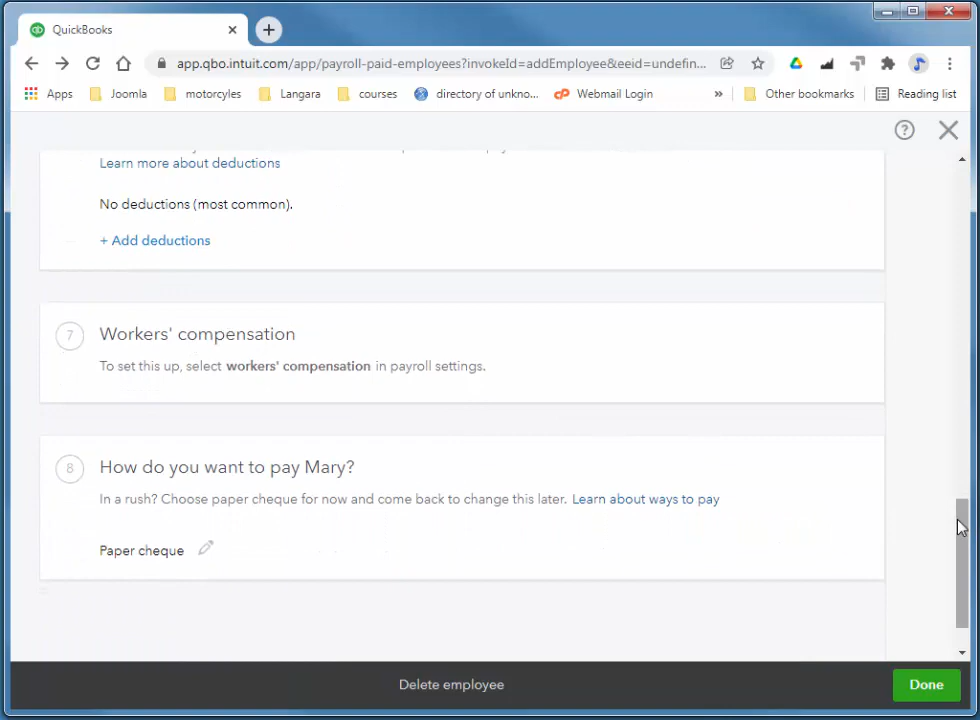 QuickBooks
app.qbo.intuit.com/app/payroll-paid-employees?invokeId=addEmployee&eeid=undefin...
Apps Joomla motorcyles Langara courses directory of unkno... Webmail Login » Other bookmarks Reading list
Learn more about deductions
No deductions (most common).
+ Add deductions
7 Workers' compensation
To set this up, select workers' compensation in payroll settings.
8 How do you want to pay Mary?
In a rush? Choose paper cheque for now and come back to change this later. Learn about ways to pay
Paper cheque
Delete employee Done